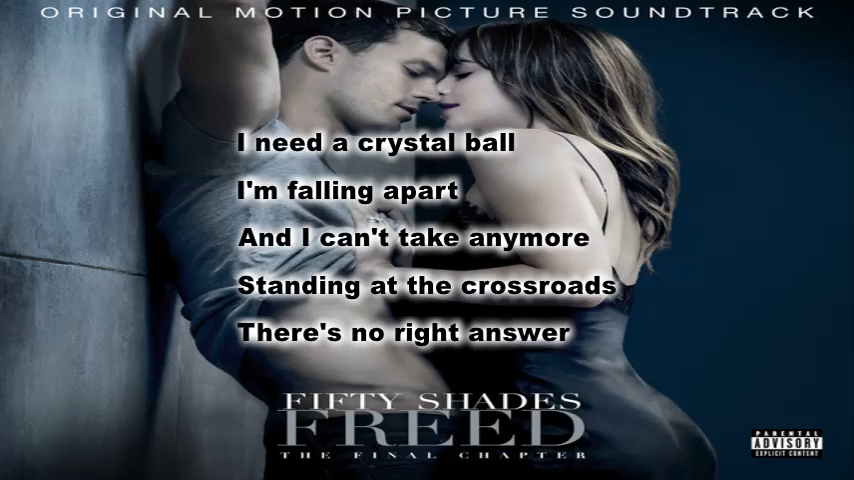 ORIGINAL MOTION PICTURE SOUNDTRACK
I need a crystal ball
I'm falling apart
And I can't take anymore
Standing at the crossroads
There's no right answer
FIFTY SHADES
FREED
THE FINAL CHAPTER
PARENTAL
ADVISORY
EXPLICIT CONTENT